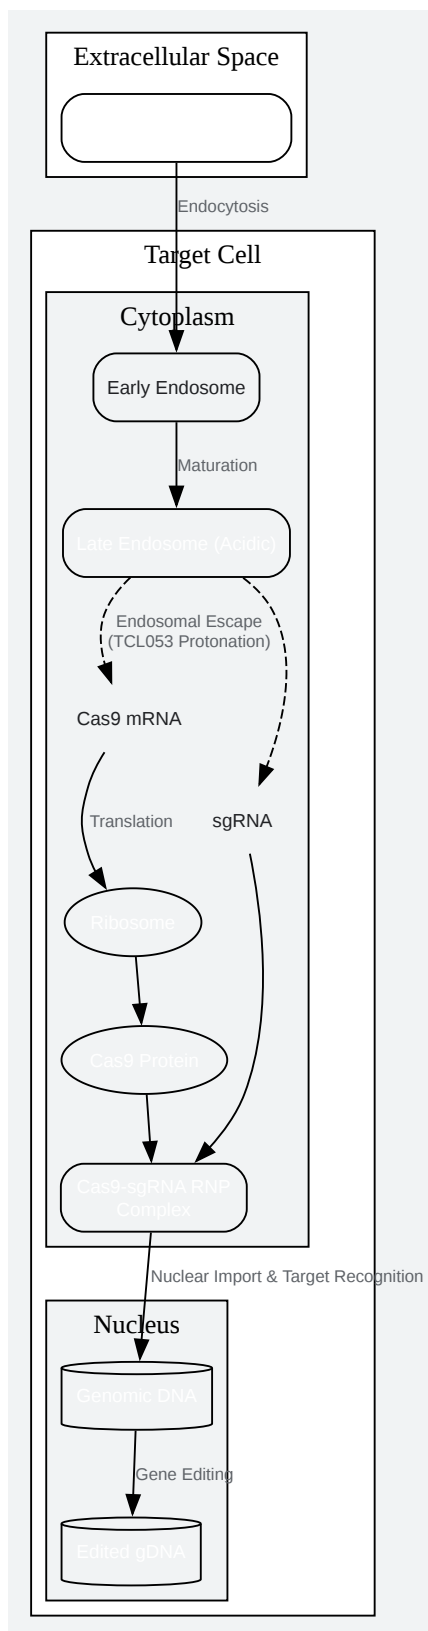 Extracellular Space
Endocytosis
Target Cell
Cytoplasm
Early Endosome
Maturation
Late Endosome (Acidic)
Endosomal Escape
(TCL053 Protonation)
Cas9 mRNA
Translation
sgRNA
Ribosome
Cas9 Protein
Cas9-sgRNA RNP
Complex
Nuclear Import & Target Recognition
Nucleus
Genomic DNA
Gene Editing
Edited gDNA